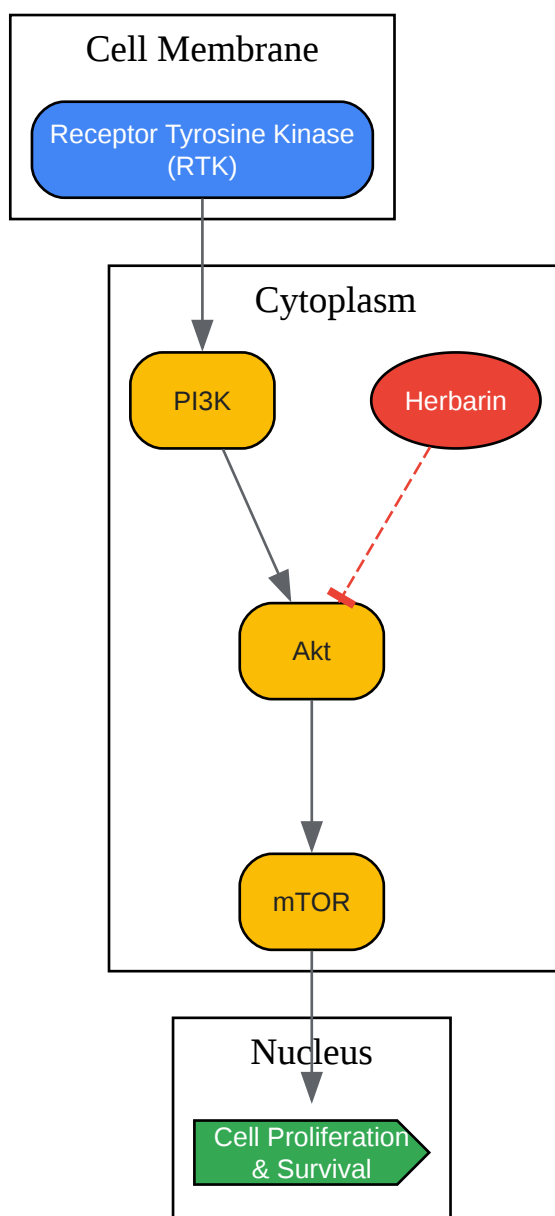 Cell Membrane
Receptor Tyrosine Kinase
(RTK)
Cytoplasm
PI3K
Herbarin
Akt
mTOR
Nucleus
Cell Proliferation
& Survival